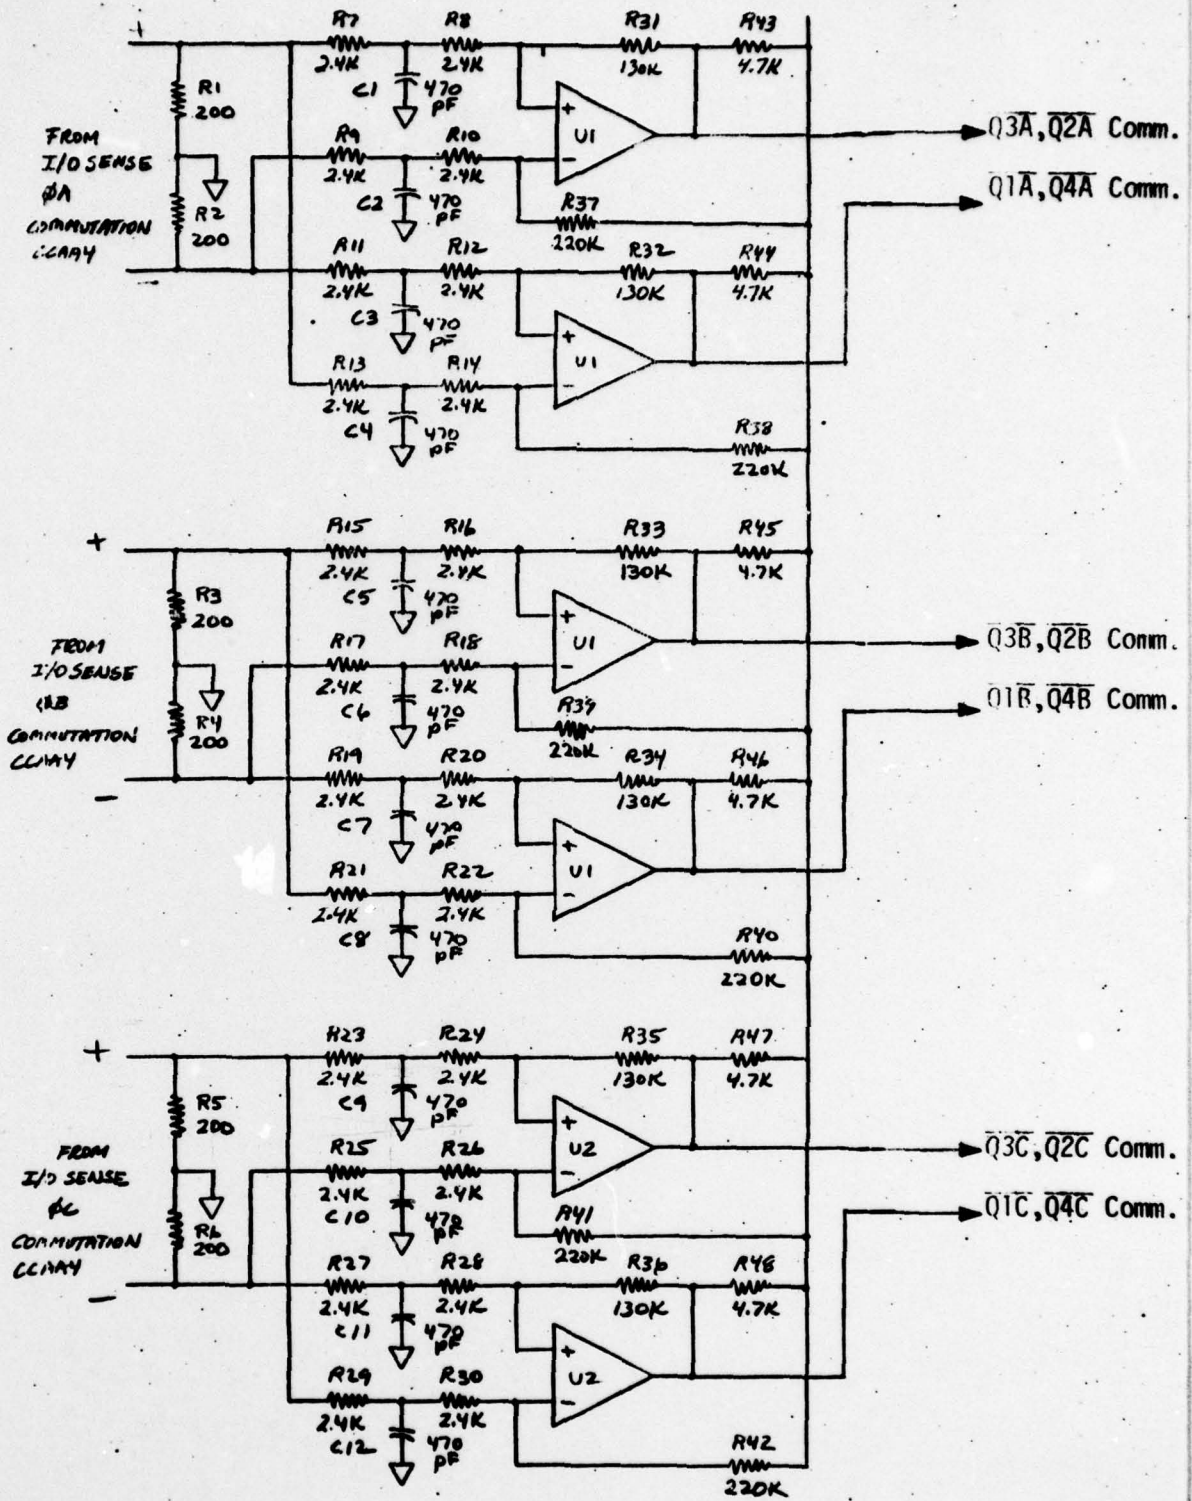 +
R7 R8 R31 R43
2.4K 2.4K 130K 4.7K
R1
200
C1 470
pF
+
U1
-
Q3A, Q2A Comm.
FROM
I/O SENSE
ØA
COMMUTATION
R9 R10
2.4K 2.4K
Q1A, Q4A Comm.
R2
200
C2 470
pF
R37
220K
-
R11 R12 R32 R44
2.4K 2.4K 130K 4.7K
C3 470
pF
+
U1
-
R13 R14
2.4K 2.4K
C4 470
pF
R38
220K
+
R15 R16 R33 R45
2.4K 2.4K 130K 4.7K
R3
200
C5 470
pF
+
U1
-
Q3B, Q2B Comm.
FROM
I/O SENSE
COMMUTATION
R17 R18
2.4K 2.4K
Q1B, Q4B Comm.
R4
200
C6 470
pF
R39
220K
-
R19 R20 R34 R46
2.4K 2.4K 130K 4.7K
C7 470
pF
+
U1
-
R21 R22
2.4K 2.4K
C8 470
pF
R40
220K
+
R23 R24 R35 R47
2.4K 2.4K 130K 4.7K
R5
200
C9 470
pF
+
U2
-
Q3C, Q2C Comm.
FROM
I/O SENSE
ØC
COMMUTATION
R25 R26
2.4K 2.4K
Q1C, Q4C Comm.
R6
200
C10 470
pF
R41
220K
-
R27 R28 R36 R48
2.4K 2.4K 130K 4.7K
C11 470
pF
+
U2
-
R29 R30
2.4K 2.4K
C12 470
pF
R42
220K